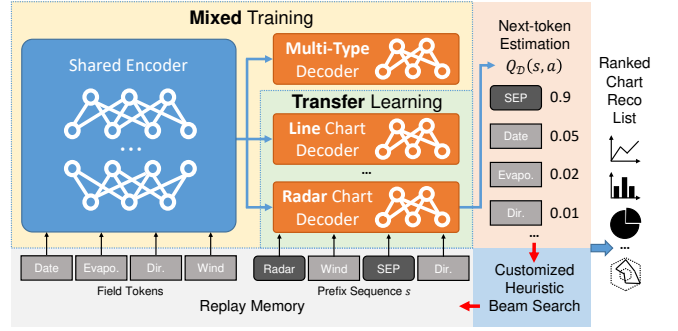 Mixed Training
Shared Encoder
...
Multi-Type
Decoder
Transfer Learning
Line Chart
Decoder
...
Radar Chart
Decoder
Next-token
Estimation
Q_D(s, a)
SEP 0.9
Date 0.05
Evapo. 0.02
Dir. 0.01
...
Ranked
Chart
Reco
List
...
Date Evapo. Dir. Wind
Field Tokens
Radar Wind SEP Dir.
Prefix Sequence s
Replay Memory
Customized
Heuristic
Beam Search